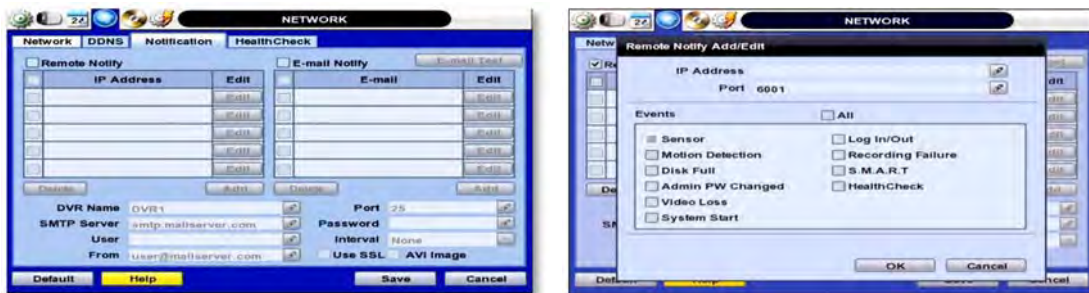 NETWORK
Network DDNS Notification HealthCheck
Remote Notify
E-mail Notify E-mail Test
IP Address Edit
E-mail Edit
Edit Edit
Edit Edit
Edit Edit
Edit Edit
Edit Edit
Delete Add Delete Add
DVR Name DVR1 Port 25
SMTP Server smtp.mailserver.com Password
User Interval None
From user@mailserver.com Use SSL AVI Image
Default Help Save Cancel
NETWORK
Remote Notify Add/Edit
IP Address
Port 6001
Events All
Sensor Log In/Out
Motion Detection Recording Failure
Disk Full S.M.A.R.T
Admin PW Changed HealthCheck
Video Loss
System Start
OK Cancel